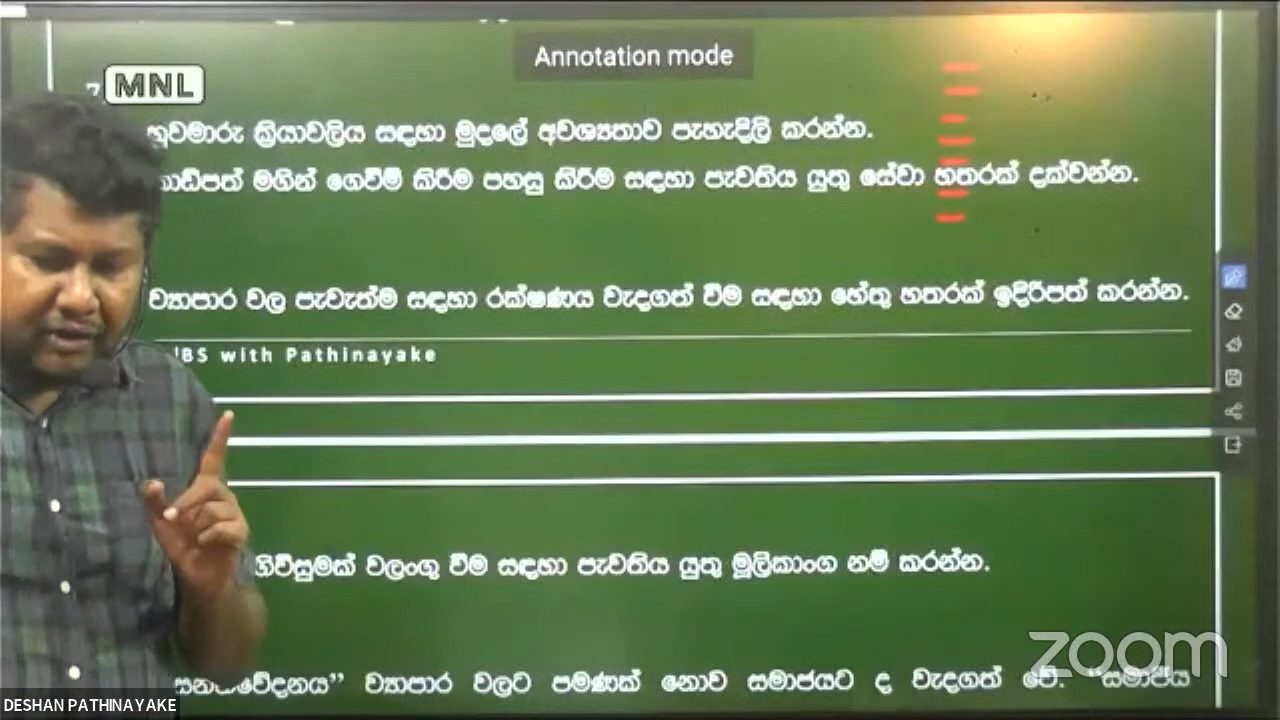 Annotation mode
7
MNL
හුවමාරු ක්‍රියාවලිය සඳහා මුදලේ අවශ්‍යතාව පැහැදිලි කරන්න.
මගින් ගෙවීම් කිරීම පහසු කිරීම සඳහා පැවතිය යුතු සේවා හතරක් දක්වන්න.
ව්‍යාපාර වල පැවැත්ම සඳහා රක්ෂණය වැදගත් වීම සඳහා හේතු හතරක් ඉදිරිපත් කරන්න.
BS with Pathinayake
ගිවිසුමක් වලංගු වීම සඳහා පැවතිය යුතු මූලිකාංග නම් කරන්න.
ව්‍යාපාර වලට පමණක් නොව සමාජයට ද වැදගත් වේ. “සමාජීය
zoom
DESHAN PATHINAYAKE